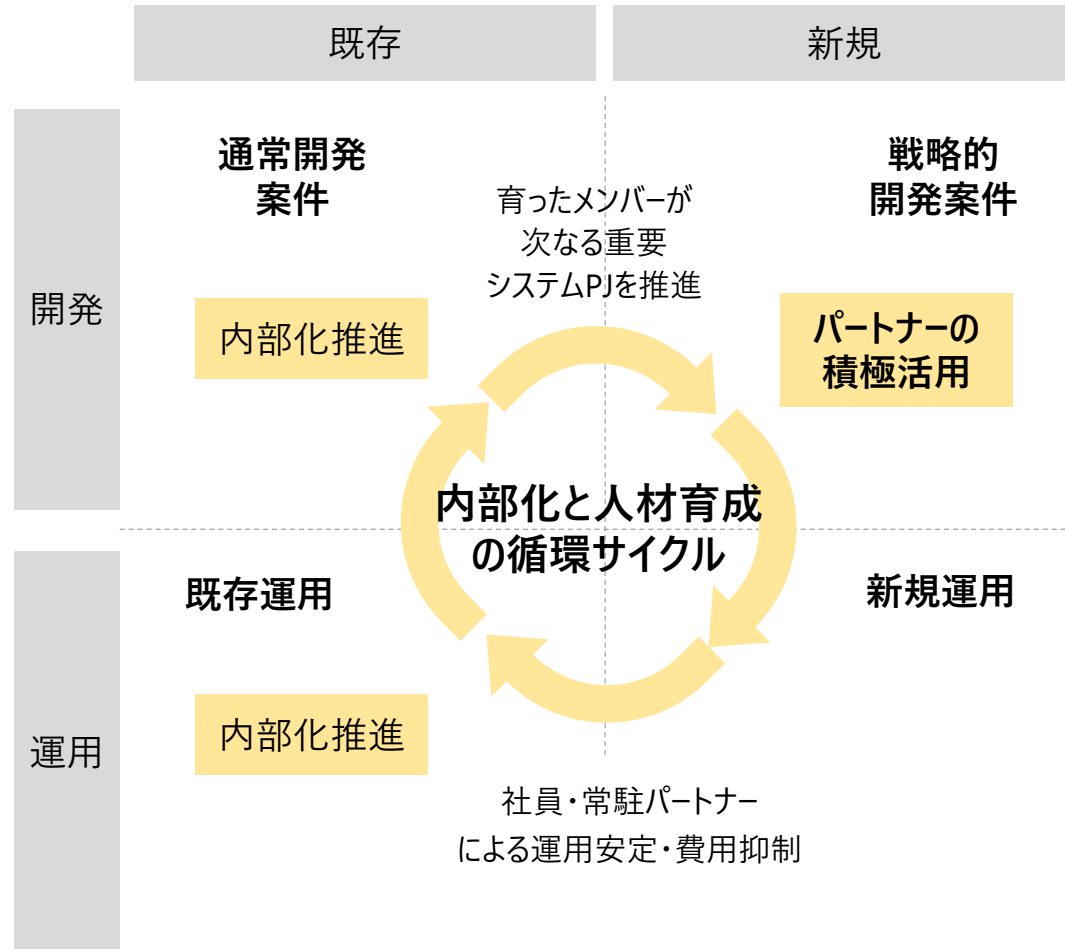 既存
新規
開発
通常開発
案件
戦略的
開発案件
育ったメンバーが
次なる重要
システムPJを推進
内部化推進
パートナーの
積極活用
内部化と人材育成
の循環サイクル
運用
既存運用
新規運用
内部化推進
社員・常駐パートナー
による運用安定・費用抑制